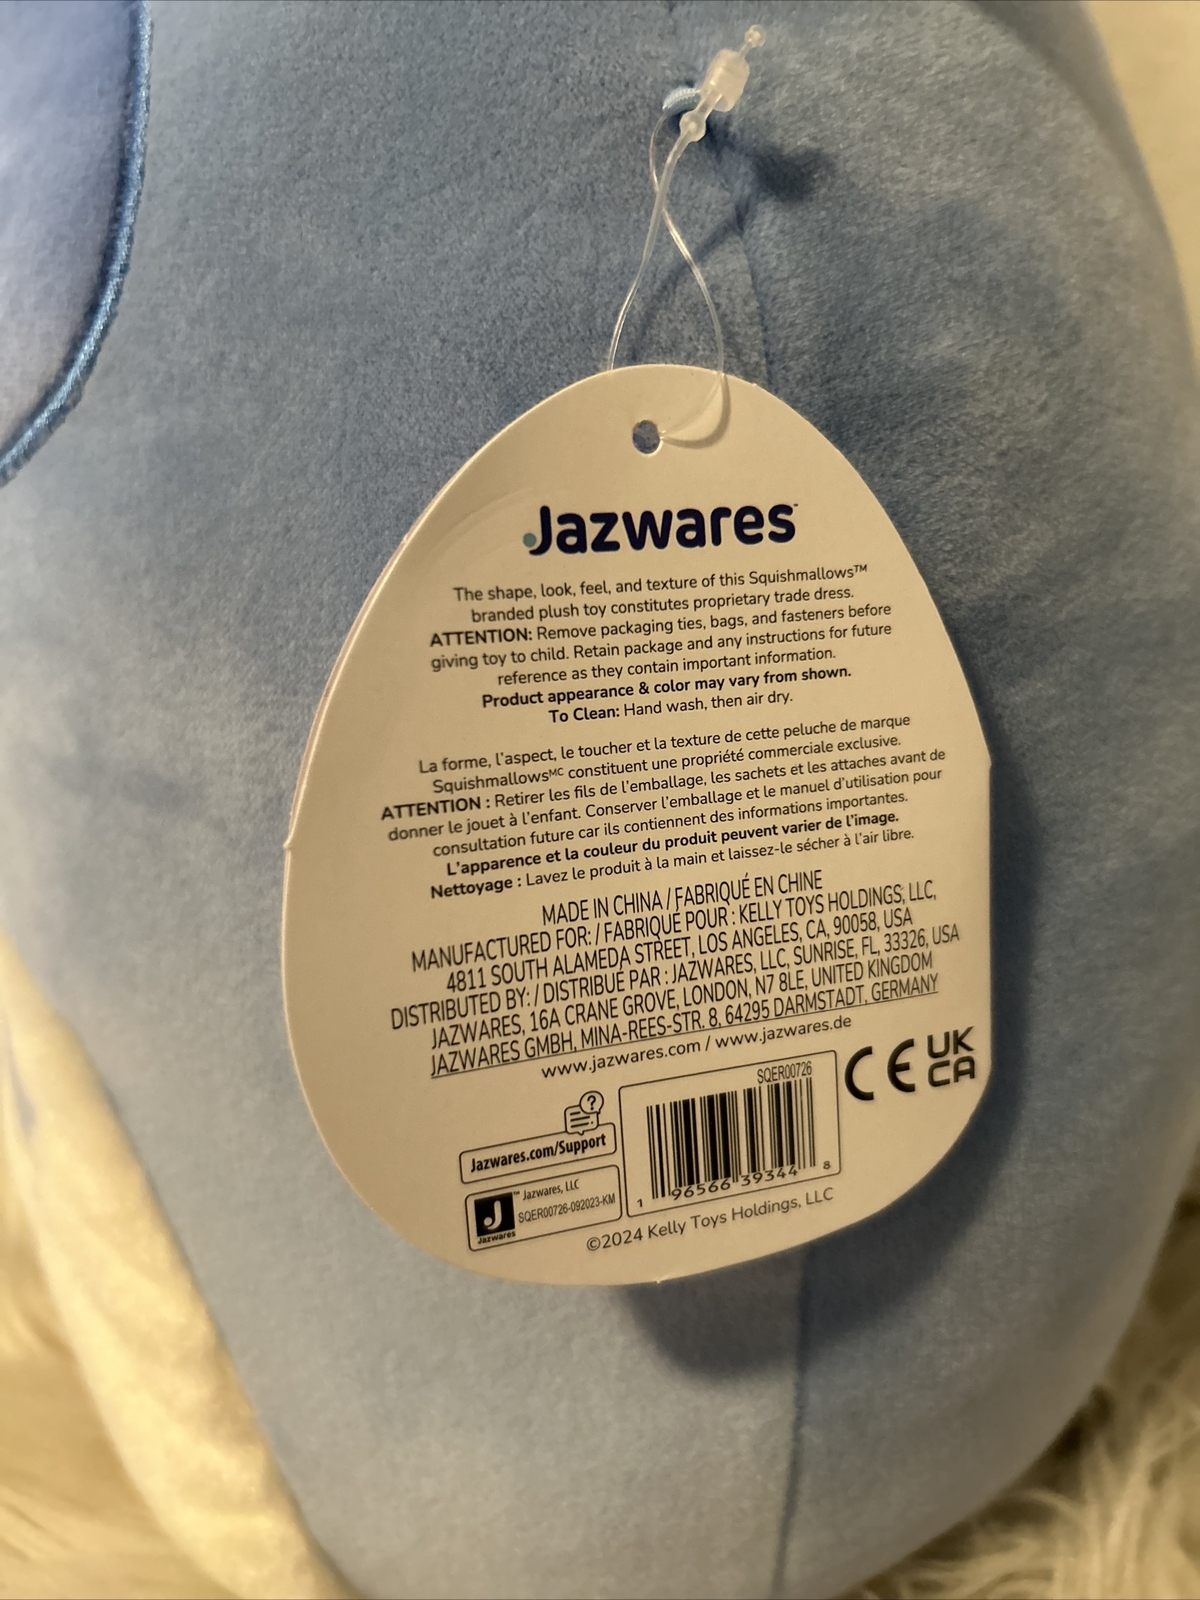 Jazwares™
The shape, look, feel, and texture of this Squishmallows™
branded plush toy constitutes proprietary trade dress.
ATTENTION: Remove packaging ties, bags, and fasteners before
giving toy to child. Retain package and any instructions for future
reference as they contain important information.
Product appearance & color may vary from shown.
To Clean: Hand wash, then air dry.
La forme, l'aspect, le toucher et la texture de cette peluche de marque
Squishmallowsᴹᶜ constituent une propriété commerciale exclusive.
ATTENTION : Retirer les fils de l'emballage, les sachets et les attaches avant de
donner le jouet à l'enfant. Conserver l'emballage et le manuel d'utilisation pour
consultation future car ils contiennent des informations importantes.
L'apparence et la couleur du produit peuvent varier de l'image.
Nettoyage : Lavez le produit à la main et laissez-le sécher à l'air libre.
MADE IN CHINA / FABRIQUÉ EN CHINE
MANUFACTURED FOR: / FABRIQUÉ POUR : KELLY TOYS HOLDINGS, LLC,
4811 SOUTH ALAMEDA STREET, LOS ANGELES, CA, 90058, USA
DISTRIBUTED BY: / DISTRIBUÉ PAR : JAZWARES, LLC, SUNRISE, FL, 33326, USA
JAZWARES, 16A CRANE GROVE, LONDON, N7 8LE, UNITED KINGDOM
JAZWARES GMBH, MINA-REES-STR. 8, 64295 DARMSTADT, GERMANY
www.jazwares.com / www.jazwares.de
CE UK
CA
SQER00726
?
Jazwares.com/Support
1 96566 39344 8
J™ Jazwares, LLC
SQER00726-092023-KM
Jazwares
©2024 Kelly Toys Holdings, LLC